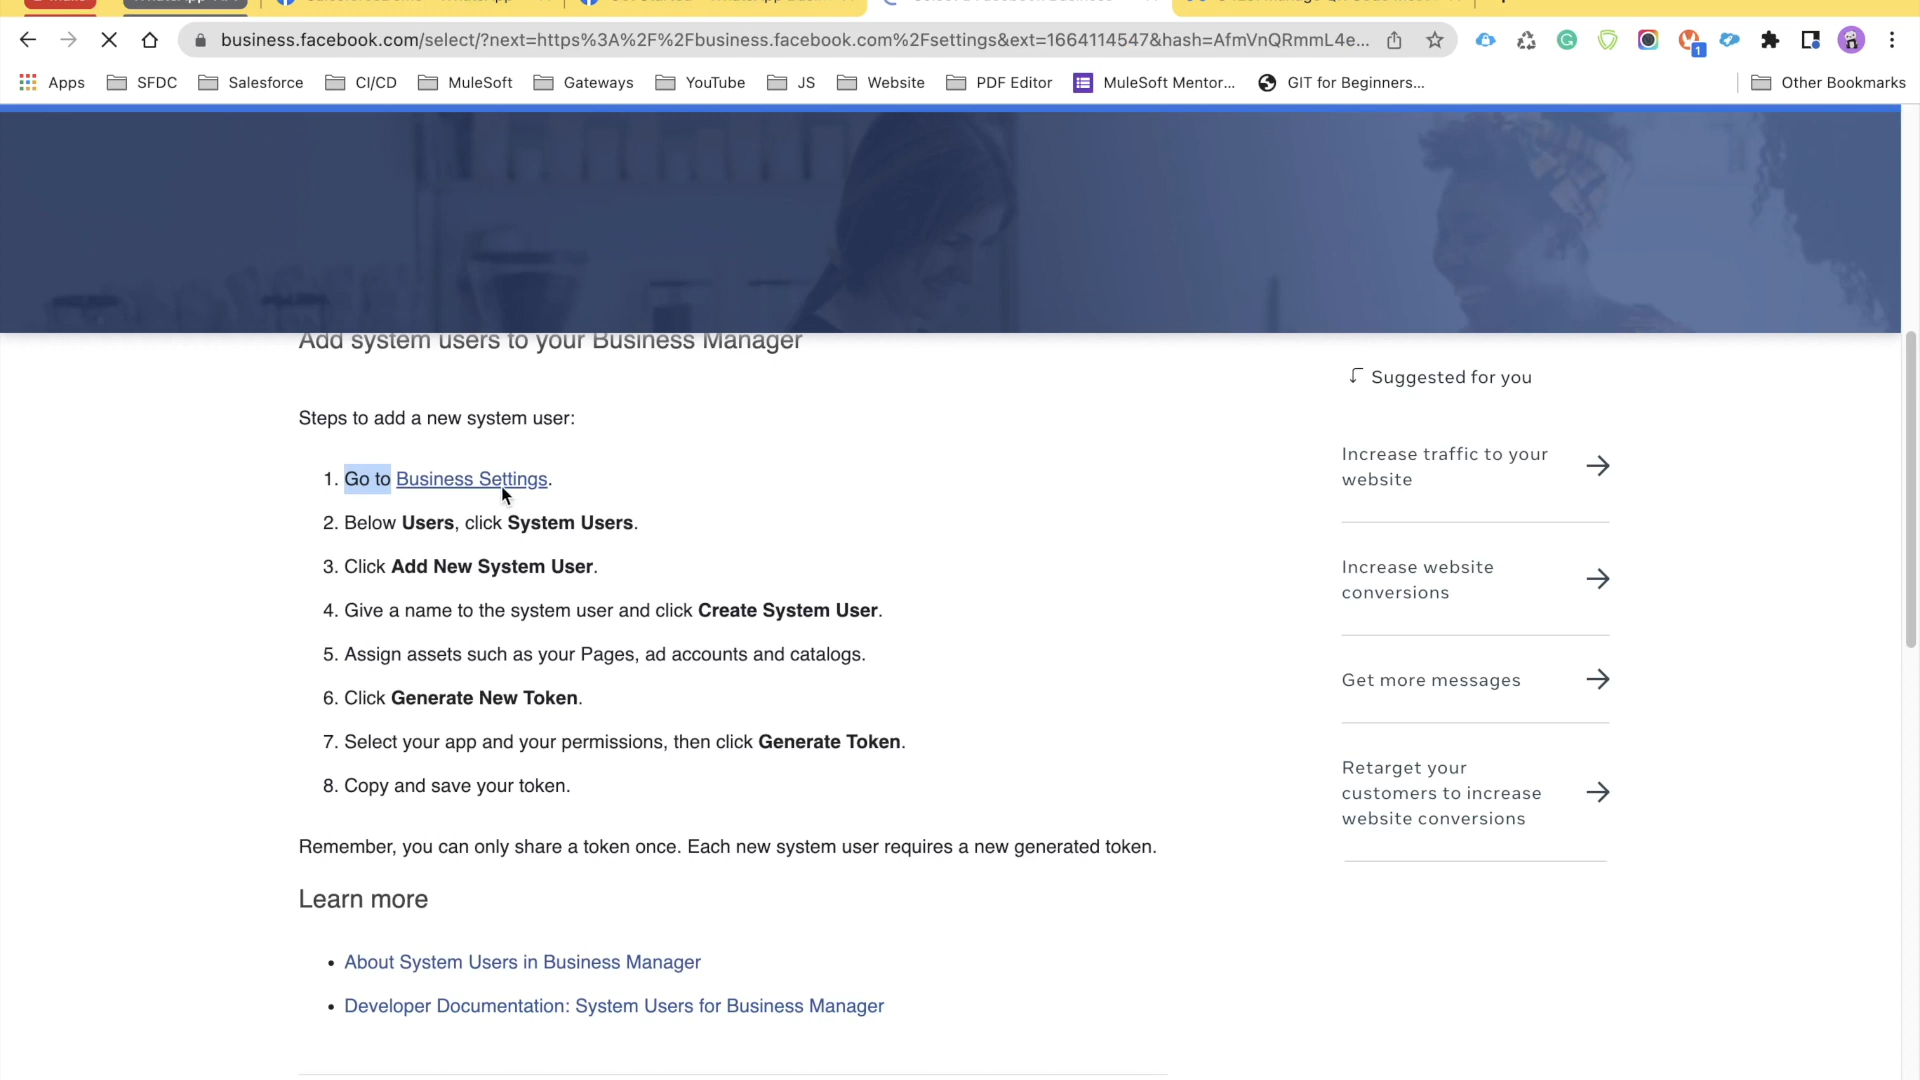 business.facebook.com/select/?next=https%3A%2F%2Fbusiness.facebook.com%2Fsettings&ext=1664114547&hash=AfmVnQRmmL4e...
1
Apps SFDC Salesforce CI/CD MuleSoft Gateways YouTube JS Website PDF Editor MuleSoft Mentor... GIT for Beginners... Other Bookmarks
Add system users to your Business Manager
Steps to add a new system user:
1. Go to Business Settings.
2. Below Users, click System Users.
3. Click Add New System User.
4. Give a name to the system user and click Create System User.
5. Assign assets such as your Pages, ad accounts and catalogs.
6. Click Generate New Token.
7. Select your app and your permissions, then click Generate Token.
8. Copy and save your token.
Remember, you can only share a token once. Each new system user requires a new generated token.
Learn more
• About System Users in Business Manager
• Developer Documentation: System Users for Business Manager
Suggested for you
Increase traffic to your
website
Increase website
conversions
Get more messages
Retarget your
customers to increase
website conversions